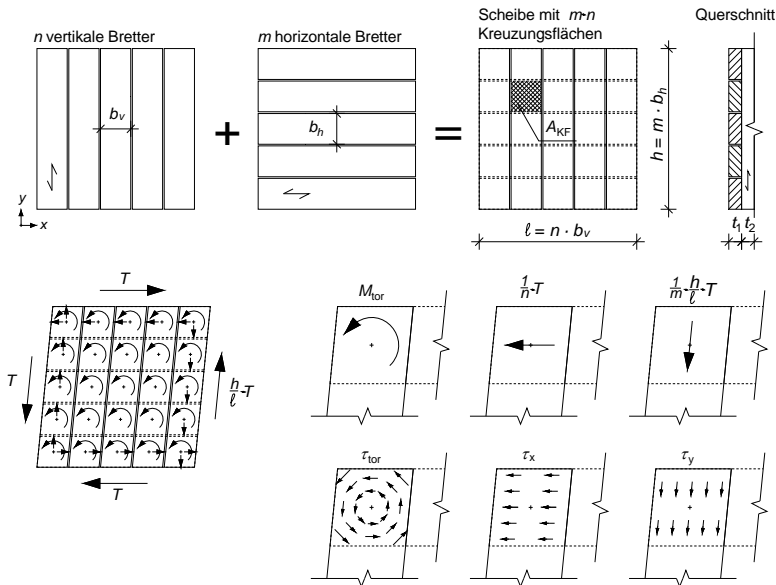 n vertikale Bretter
m horizontale Bretter
Scheibe mit m·n
Kreuzungsflächen
Querschnitt
b_v
+
b_h
=
A_KF
h = m · b_h
y
x
ℓ = n · b_v
t_1 t_2
T
T
h/ℓ·T
T
M_tor
1/n·T
1/m·h/ℓ·T
τ_tor
τ_x
τ_y